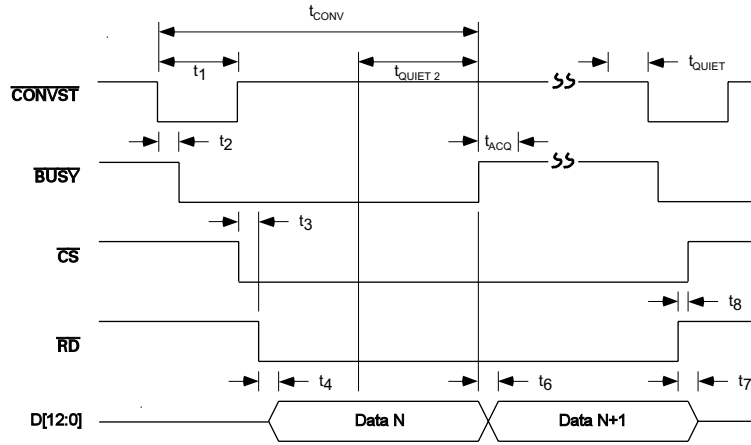 tCONV
t1
tQUIET 2
tQUIET
CONVST
t2
tACQ
BUSY
t3
CS
t8
RD
t4
t6
t7
D[12:0]
Data N
Data N+1